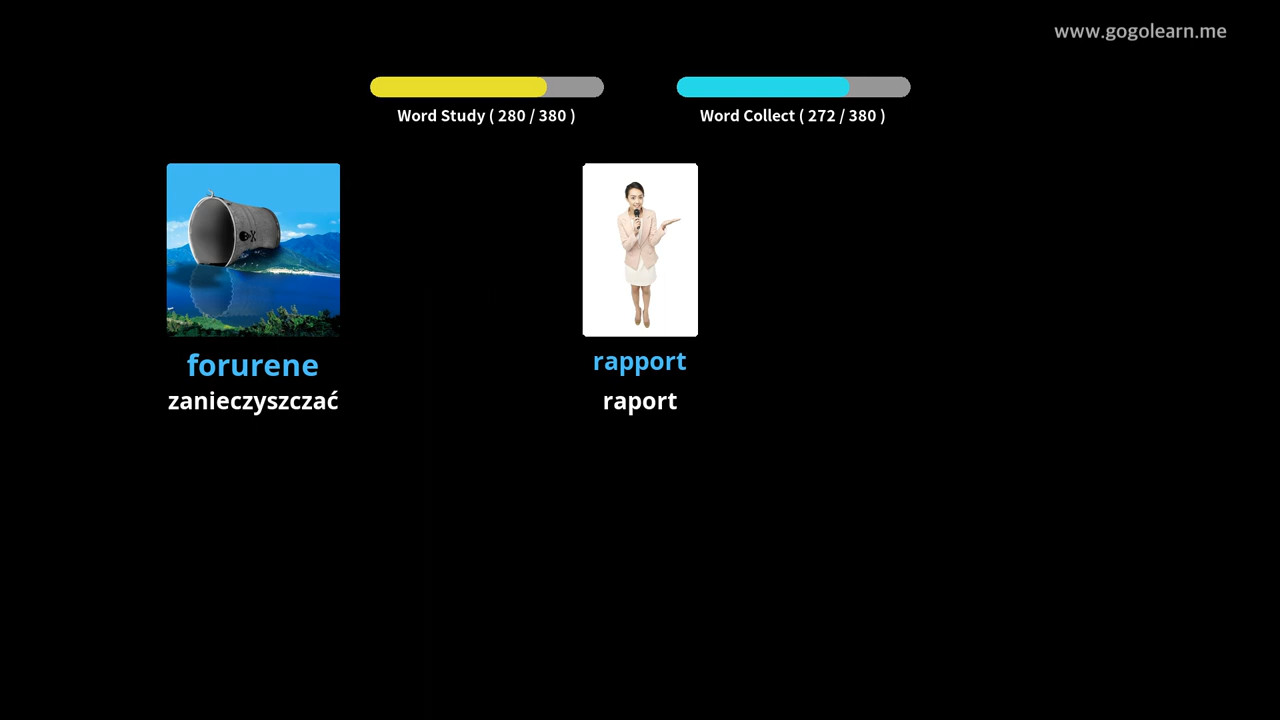 www.gogolearn.me
Word Study ( 280 / 380 )
Word Collect ( 272 / 380 )
forurene
zanieczyszczać
rapport
raport